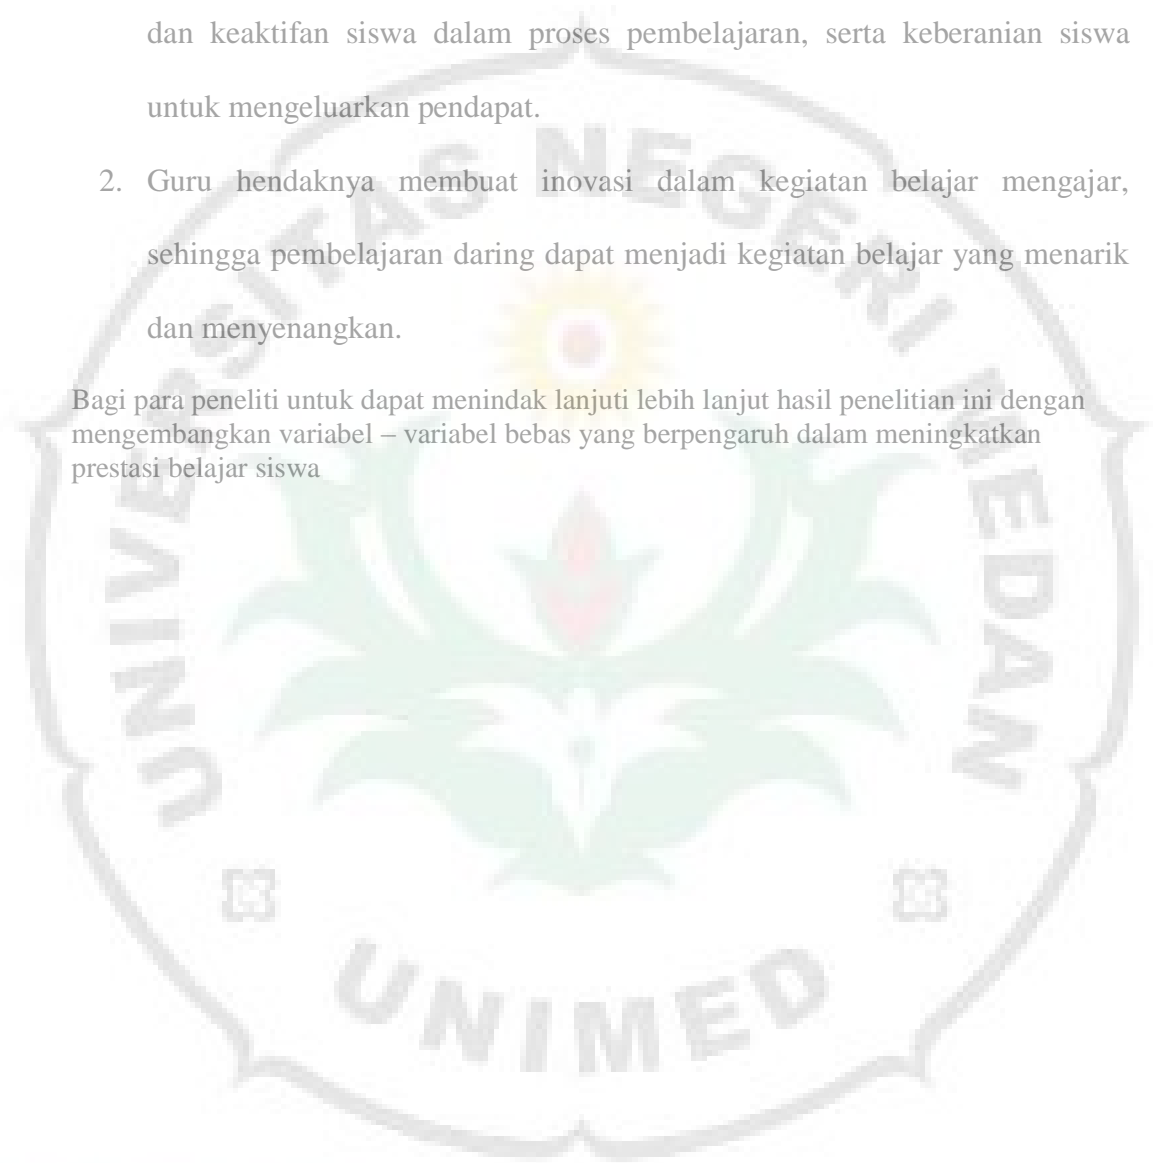 dan keaktifan siswa dalam proses pembelajaran, serta keberanian siswa
untuk mengeluarkan pendapat.
2. Guru hendaknya membuat inovasi dalam kegiatan belajar mengajar,
sehingga pembelajaran daring dapat menjadi kegiatan belajar yang menarik
dan menyenangkan.
Bagi para peneliti untuk dapat menindak lanjuti lebih lanjut hasil penelitian ini dengan
mengembangkan variabel – variabel bebas yang berpengaruh dalam meningkatkan
prestasi belajar siswa
UNIVERSITAS NEGERI MEDAN
UNIMED